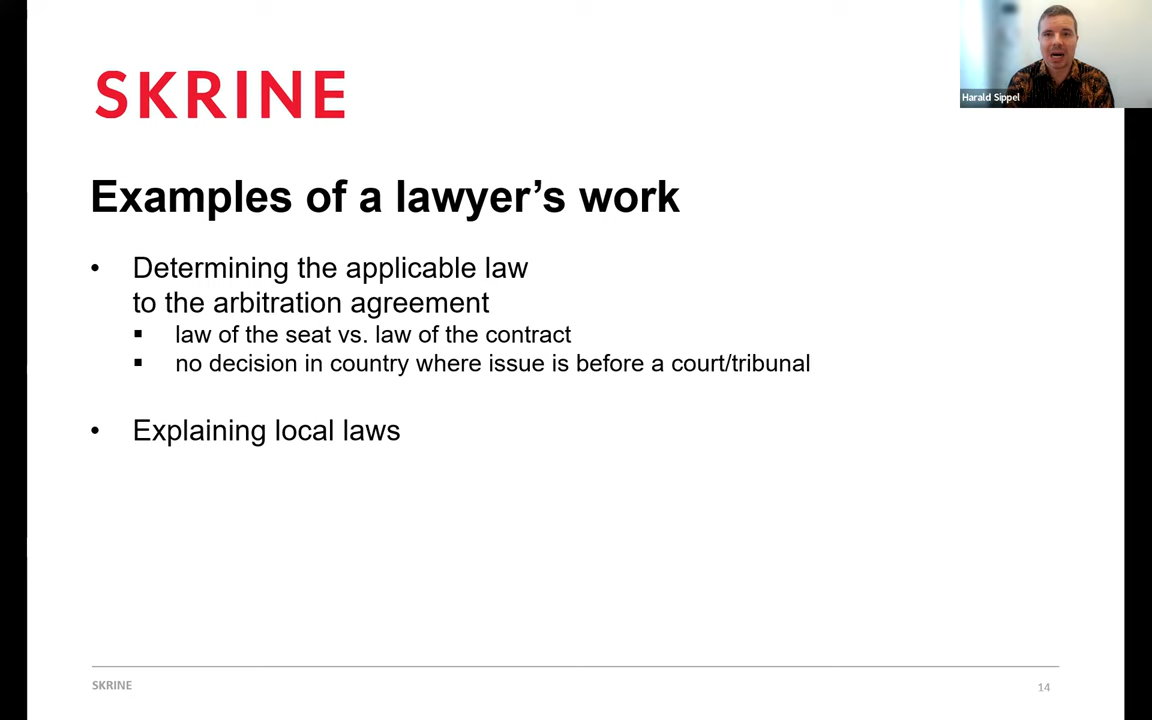 SKRINE
Harald Sippel
Examples of a lawyer’s work
• Determining the applicable law
to the arbitration agreement
▪ law of the seat vs. law of the contract
▪ no decision in country where issue is before a court/tribunal
• Explaining local laws
SKRINE
14